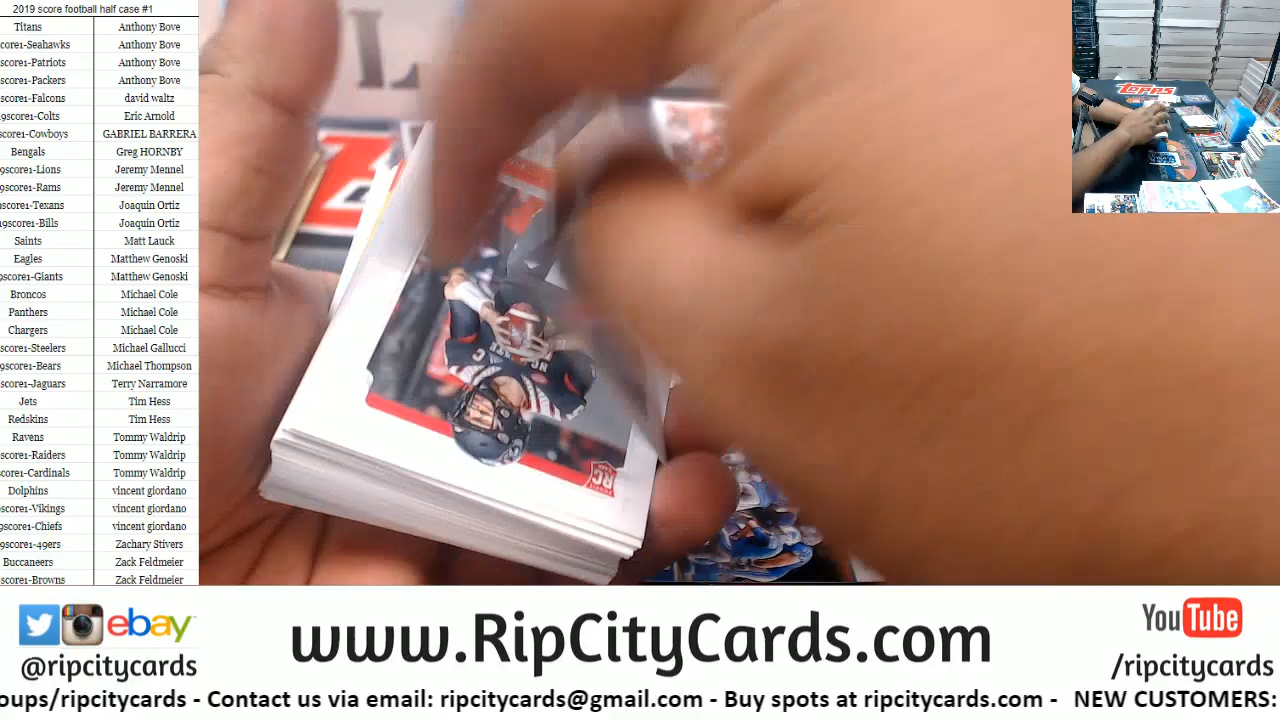 2019 score football half case #1
Titans Anthony Bove
core1-Seahawks Anthony Bove
score1-Patriots Anthony Bove
score1-Packers Anthony Bove
score1-Falcons david waltz
19score1-Colts Eric Arnold
score1-Cowboys GABRIEL BARRERA
Bengals Greg HORNBY
9score1-Lions Jeremy Mennel
9score1-Rams Jeremy Mennel
score1-Texans Joaquin Ortiz
19score1-Bills Joaquin Ortiz
Saints Matt Lauck
Eagles Matthew Genoski
9score1-Giants Matthew Genoski
Broncos Michael Cole
Panthers Michael Cole
Chargers Michael Cole
score1-Steelers Michael Gallucci
9score1-Bears Michael Thompson
score1-Jaguars Terry Narramore
Jets Tim Hess
Redskins Tim Hess
Ravens Tommy Waldrip
score1-Raiders Tommy Waldrip
score1-Cardinals Tommy Waldrip
Dolphins vincent giordano
score1-Vikings vincent giordano
9score1-Chiefs vincent giordano
9score1-49ers Zachary Stivers
Buccaneers Zack Feldmeier
score1-Browns Zack Feldmeier
topps
RC
ebay
@ripcitycards
www.RipCityCards.com
YouTube
/ripcitycards
oups/ripcitycards - Contact us via email: ripcitycards@gmail.com - Buy spots at ripcitycards.com - NEW CUSTOMERS: